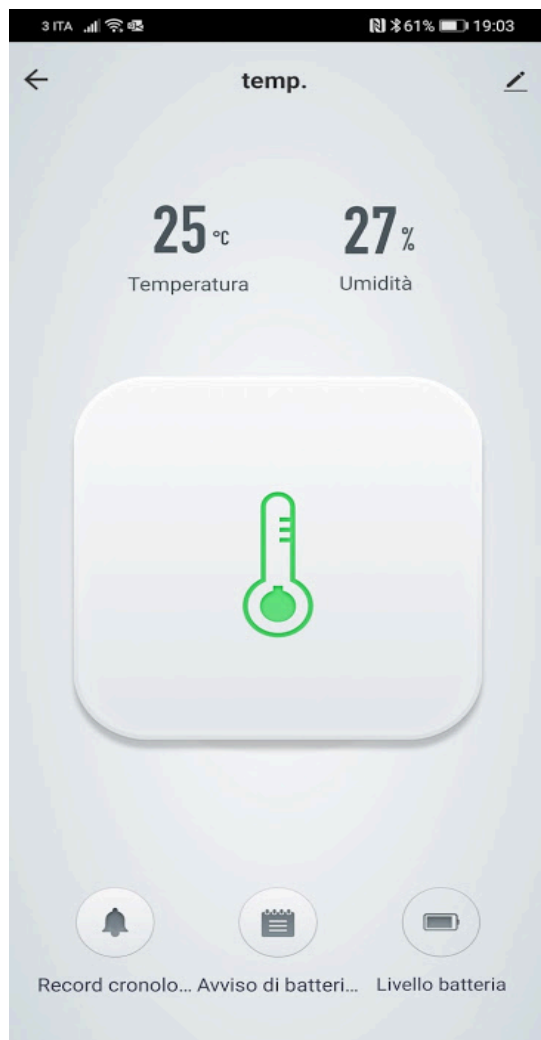 3 ITA 61% 19:03
temp.
25 °C 27 %
Temperatura Umidità
Record cronolo... Avviso di batteri... Livello batteria